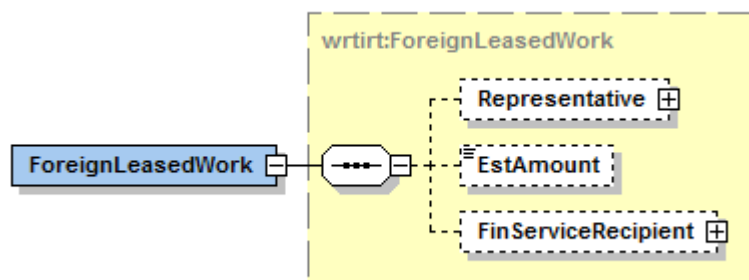 wrtirt:ForeignLeasedWork
Representative
ForeignLeasedWork
EstAmount
FinServiceRecipient